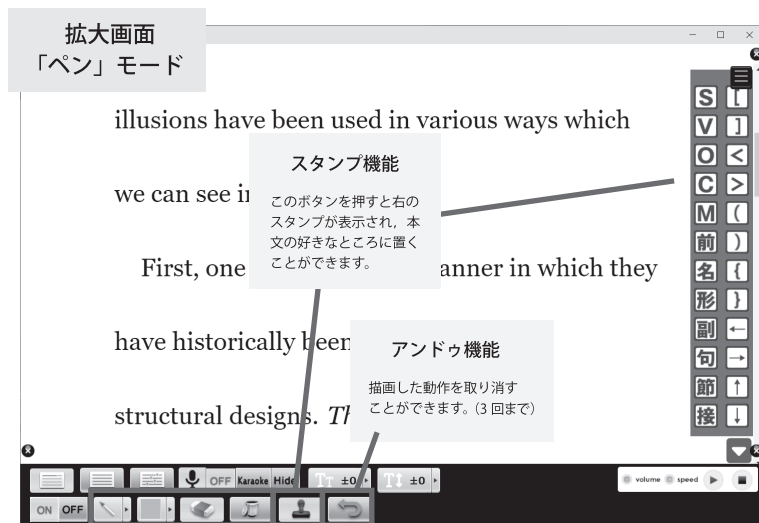 拡大画面
「ペン」モード
illusions have been used in various ways which
we can see in
スタンプ機能
このボタンを押すと右の
スタンプが表示され，本
文の好きなところに置く
ことができます。
First, one
anner in which they
have historically been
structural designs. Th
アンドゥ機能
描画した動作を取り消す
ことができます。（3回まで）
S [
V ]
O <
C >
M (
前 )
名 {
形 }
副 ←
句 →
節 ↑
接 ↓
OFF Karaoke Hide TT ±0 TT ±0
volume speed
ON OFF